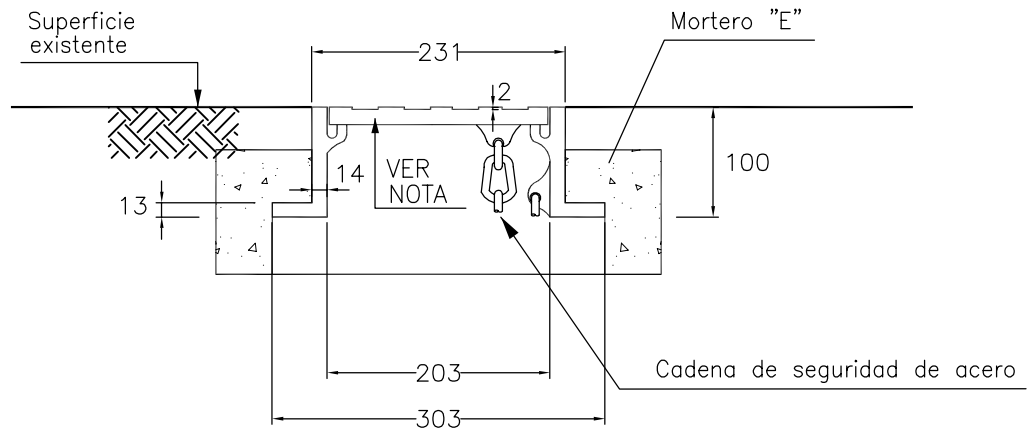 Superficie
existente
231
Mortero "E"
2
14
VER
NOTA
100
13
203
Cadena de seguridad de acero
303